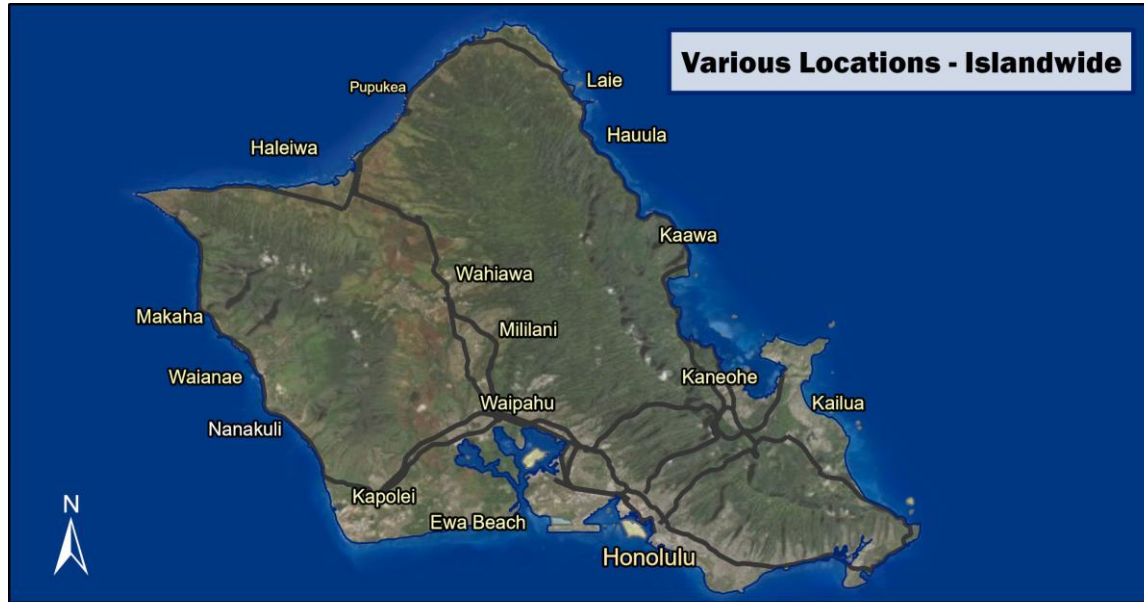 Various Locations - Islandwide
Laie
Pupukea
Hauula
Haleiwa
Kaawa
Wahiawa
Makaha
Mililani
Waianae
Kaneohe
Waipahu
Kailua
Nanakuli
Kapolei
N
Ewa Beach
Honolulu